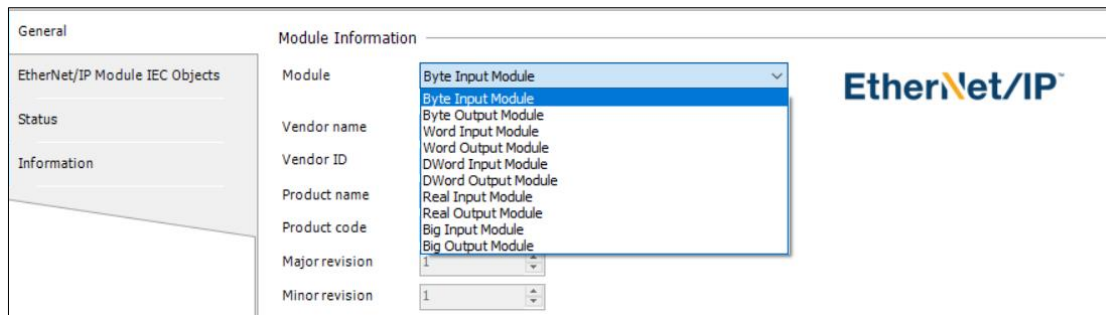 General
EtherNet/IP Module IEC Objects
Status
Information
Module Information
Module
Byte Input Module
Byte Input Module
Byte Output Module
Word Input Module
Word Output Module
DWord Input Module
DWord Output Module
Real Input Module
Real Output Module
Big Input Module
Big Output Module
Vendor name
Vendor ID
Product name
Product code
Major revision 1
Minor revision 1
EtherNet/IP™